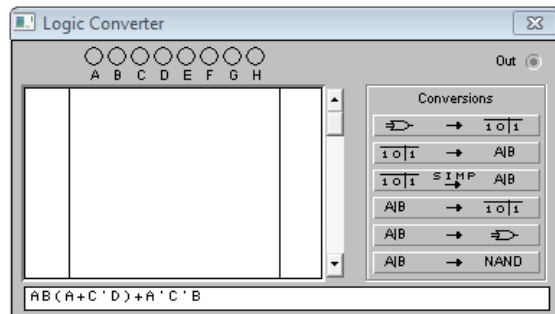 Logic Converter
A B C D E F G H
Out
Conversions
→ 1 0 1
1 0 1 → A|B
1 0 1 SIMP → A|B
A|B → 1 0 1
A|B →
A|B → NAND
AB(A+C'D)+A'C'B